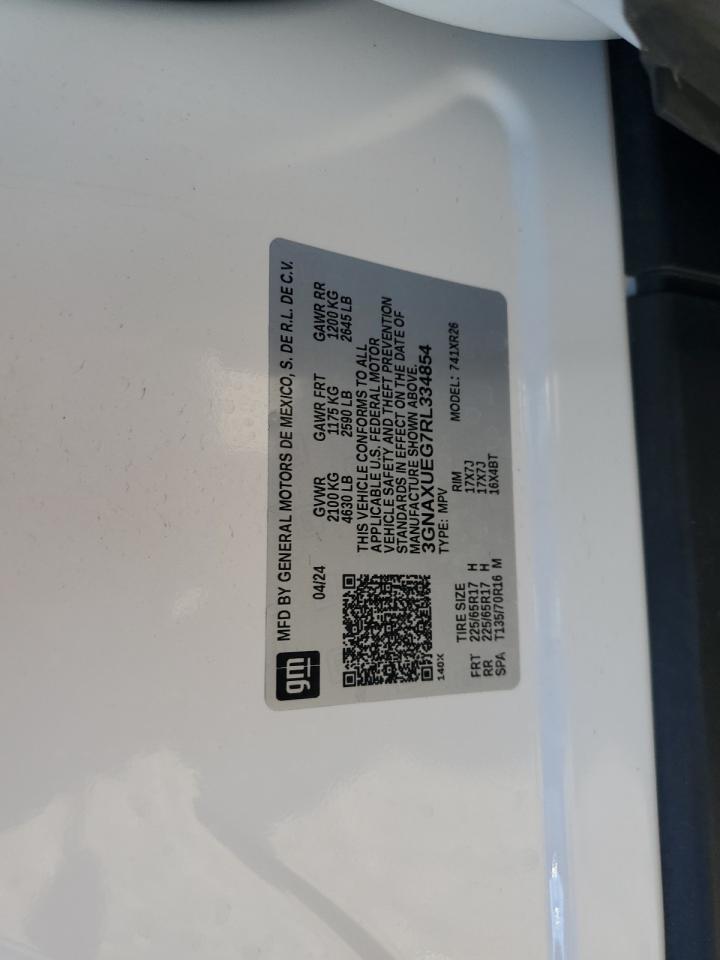 gm MFD BY GENERAL MOTORS DE MEXICO, S. DE R.L. DE C.V.
04/24
GVWR GAWR FRT GAWR RR
2100 KG 1175 KG 1200 KG
4630 LB 2590 LB 2645 LB
THIS VEHICLE CONFORMS TO ALL
APPLICABLE U.S. FEDERAL MOTOR
VEHICLE SAFETY AND THEFT PREVENTION
STANDARDS IN EFFECT ON THE DATE OF
MANUFACTURE SHOWN ABOVE.
3GNAXUEG7RL334854
140X TYPE: MPV MODEL: 741XR26
TIRE SIZE RIM
FRT 225/65R17 H 17X7J
RR 225/65R17 H 17X7J
SPA T135/70R16 M 16X4BT